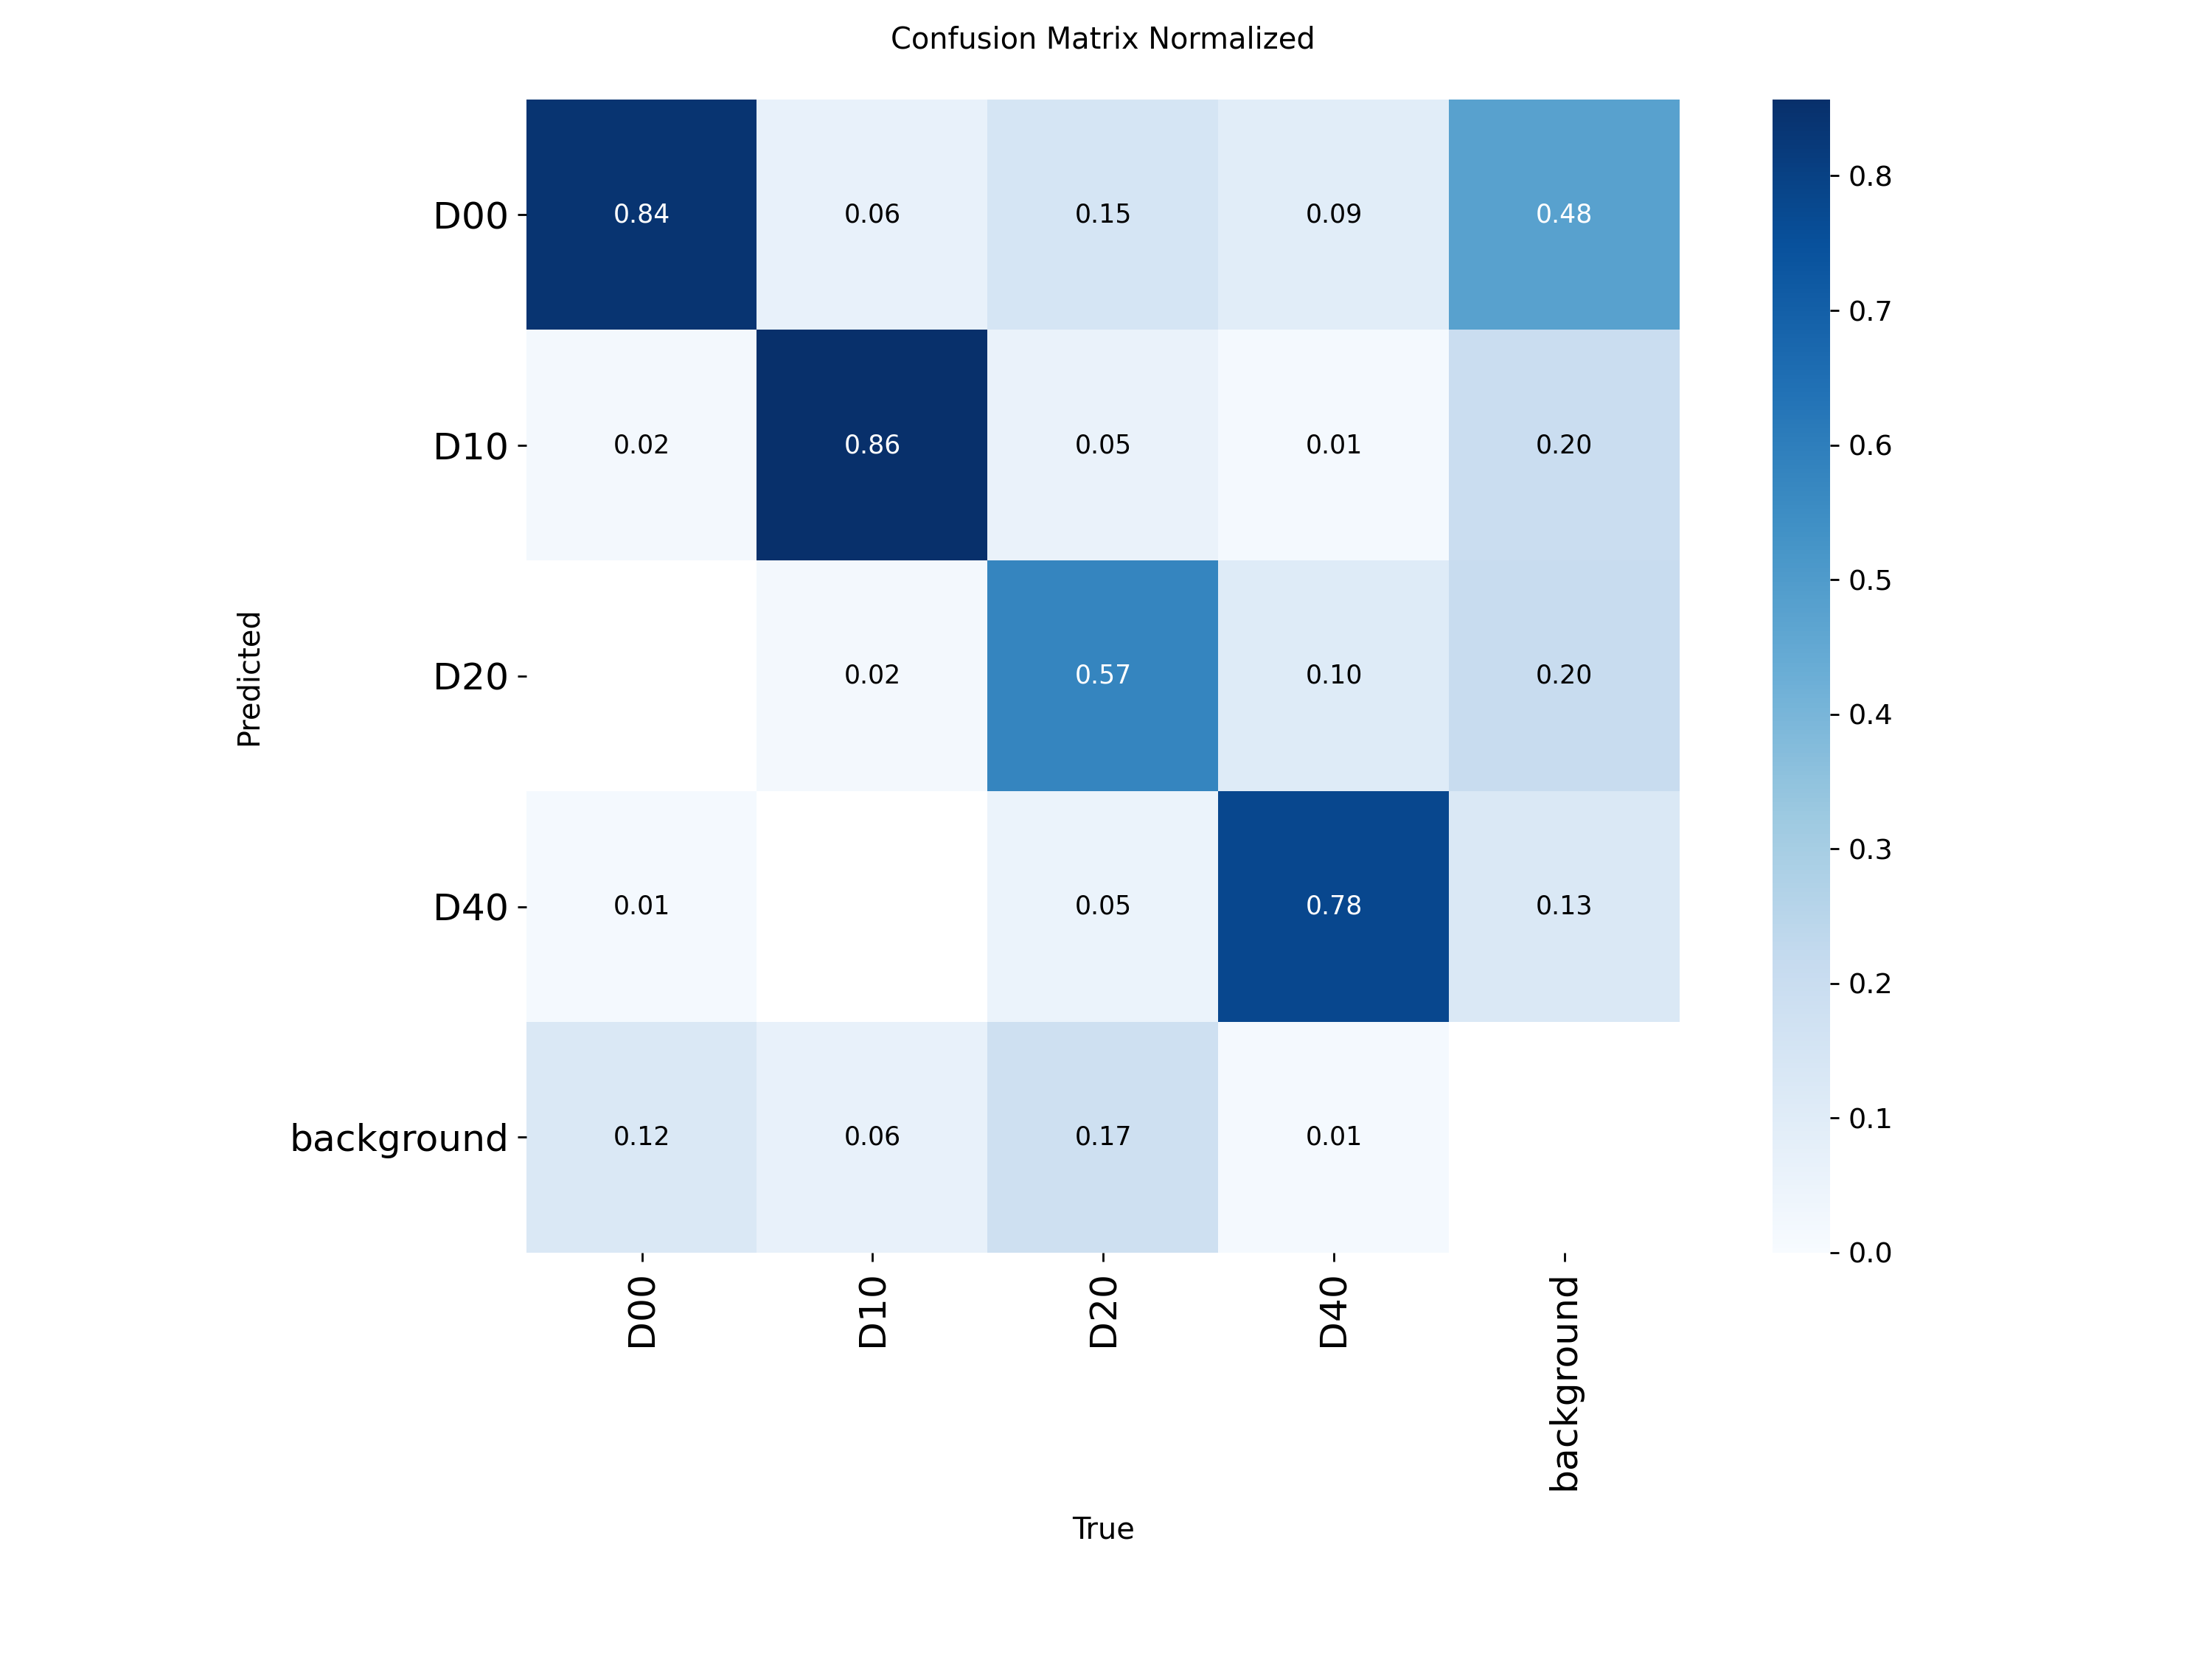 Confusion Matrix Normalized
D00 0.84 0.06 0.15 0.09 0.48
D10 0.02 0.86 0.05 0.01 0.20
D20 0.02 0.57 0.10 0.20
D40 0.01 0.05 0.78 0.13
background 0.12 0.06 0.17 0.01
Predicted
D00 D10 D20 D40 background
True
0.8
0.7
0.6
0.5
0.4
0.3
0.2
0.1
0.0